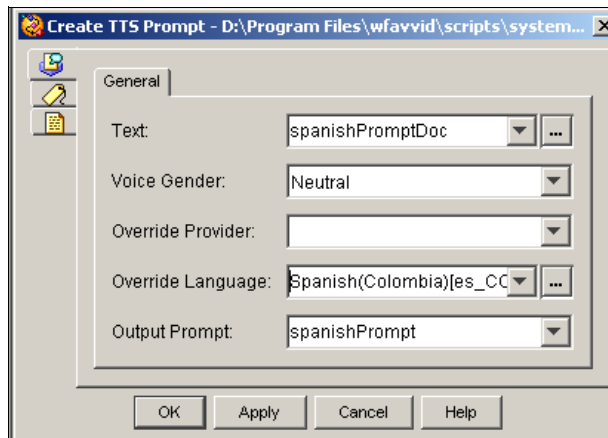 Create TTS Prompt - D:\Program Files\wfavvid\scripts\system...
General
Text: spanishPromptDoc ...
Voice Gender: Neutral
Override Provider:
Override Language: Spanish(Colombia)[es_CO ...
Output Prompt: spanishPrompt
OK Apply Cancel Help